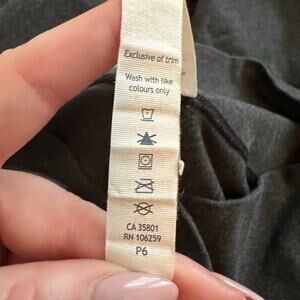 Exclusive of trim
Wash with like
colours only
CA 35801
RN 106259
P6